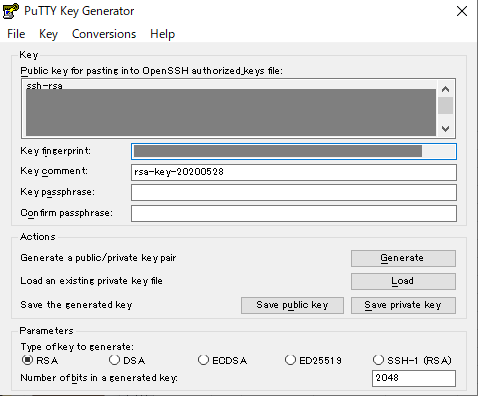 PuTTY Key Generator
File Key Conversions Help
Key
Public key for pasting into OpenSSH authorized_keys file:
ssh-rsa
Key fingerprint:
Key comment: rsa-key-20200528
Key passphrase:
Confirm passphrase:
Actions
Generate a public/private key pair Generate
Load an existing private key file Load
Save the generated key Save public key Save private key
Parameters
Type of key to generate:
RSA DSA ECDSA ED25519 SSH-1 (RSA)
Number of bits in a generated key: 2048